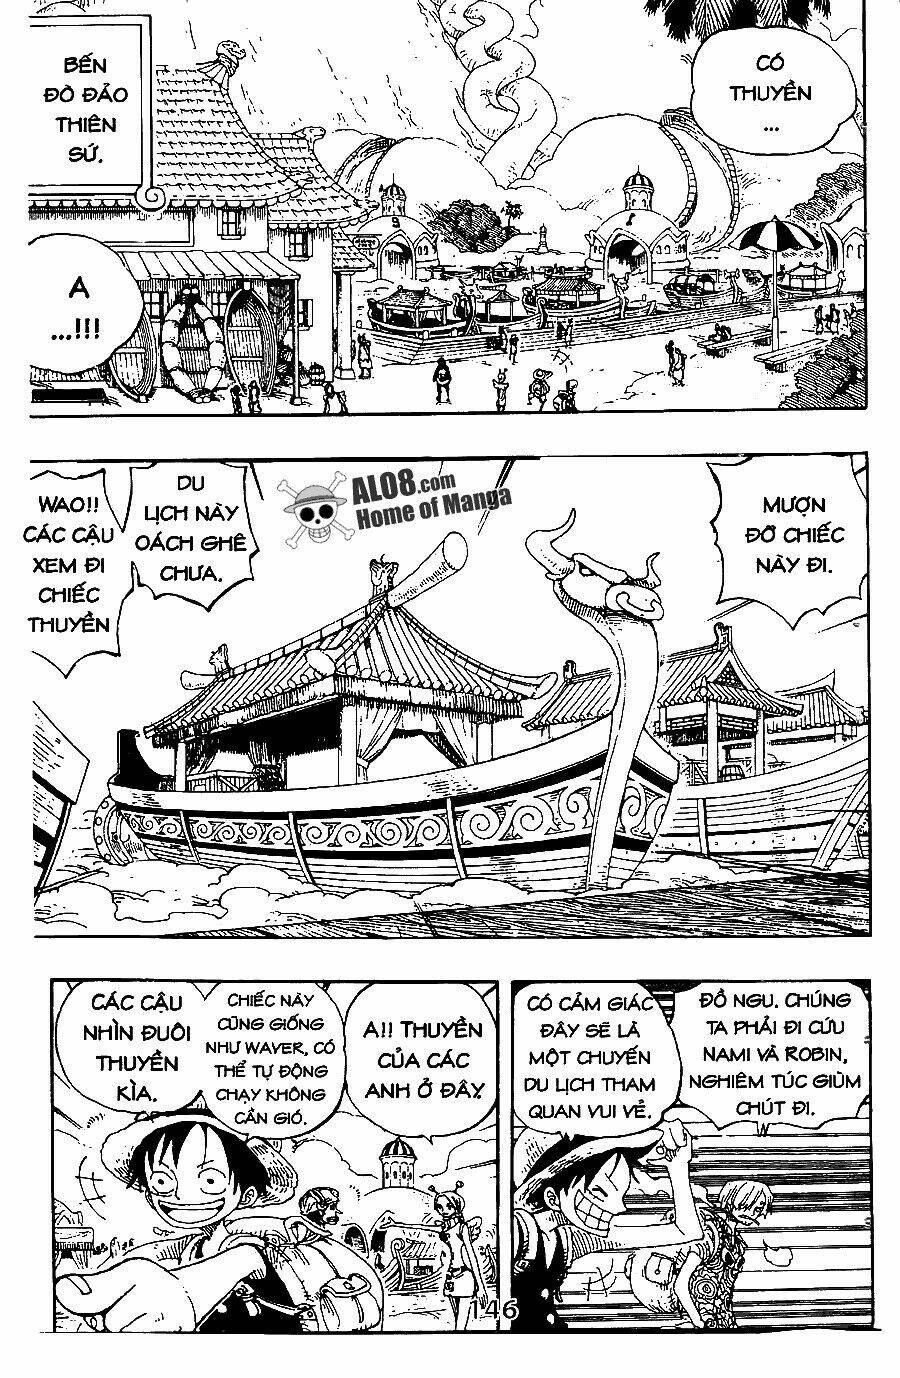 CÓ
THUYỀN
...
BẾN
ĐÒ ĐẢO
THIÊN
SỨ.
A
...!!!
MƯỢN
ĐỠ CHIẾC
NÀY ĐI.
DU
LỊCH NÀY
OÁCH GHÊ
CHƯA.
WAO!!
CÁC CẬU
XEM ĐI
CHIẾC
THUYỀN
ALO8.com
Home of Manga
ĐỒ NGU. CHÚNG
TA PHẢI ĐI CỨU
NAMI VÀ ROBIN,
NGHIÊM TÚC GIÙM
CHÚT ĐI.
CÓ CẢM GIÁC
ĐÂY SẼ LÀ
MỘT CHUYẾN
DU LỊCH THAM
QUAN VUI VẺ.
A!! THUYỀN
CỦA CÁC
ANH Ở ĐÂY.
CHIẾC NÀY
CŨNG GIỐNG
NHƯ WAVER, CÓ
THỂ TỰ ĐỘNG
CHẠY KHÔNG
CẦN GIÓ.
CÁC CẬU
NHÌN ĐUÔI
THUYỀN
KÌA.
146